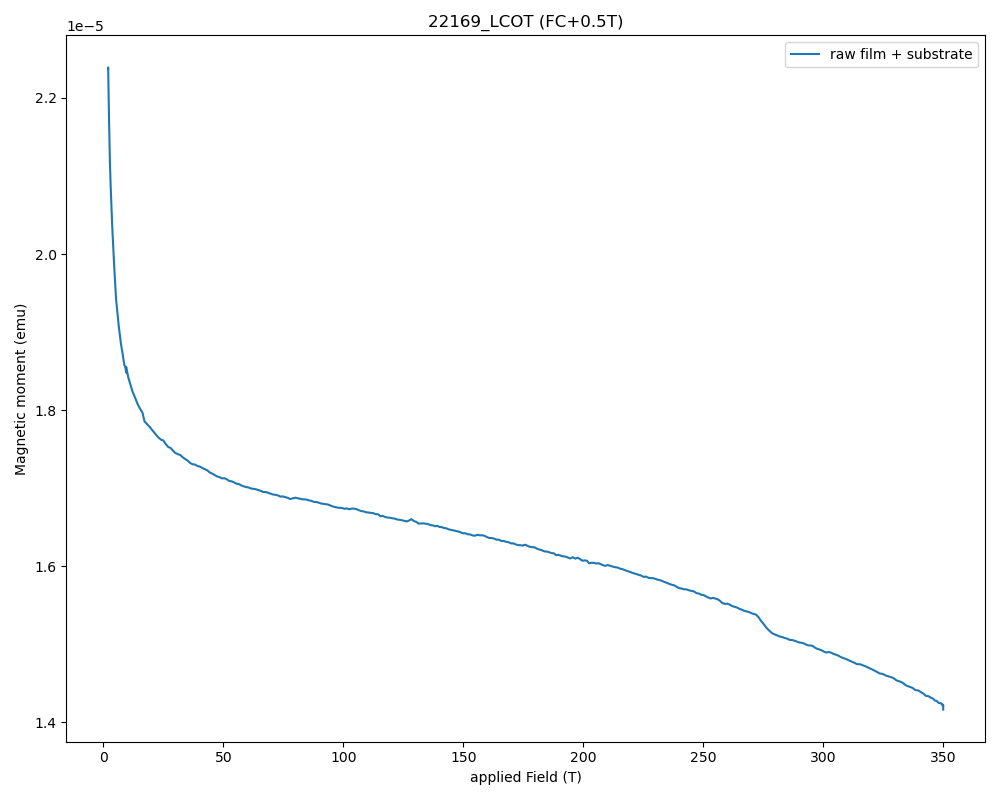 22169_LCOT (FC+0.5T)
1e−5
raw film + substrate
2.2
2.0
1.8
1.6
1.4
Magnetic moment (emu)
0 50 100 150 200 250 300 350
applied Field (T)